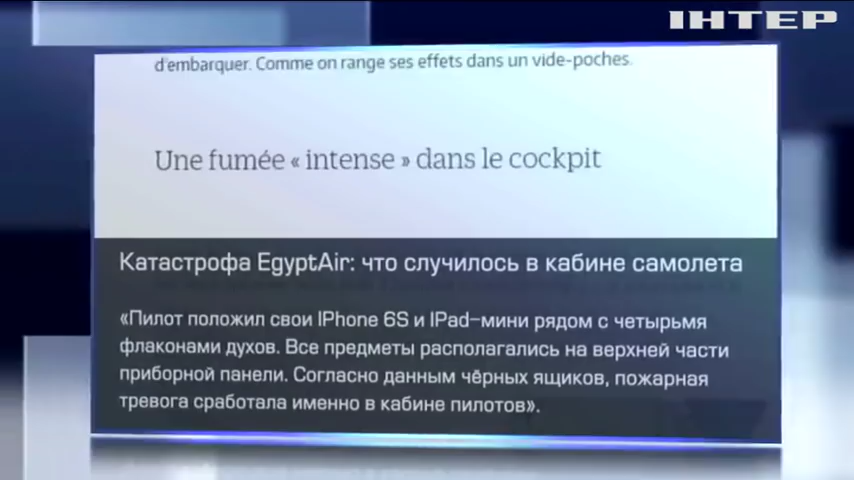 ІНТЕР
d'embarquer. Comme on range ses effets dans un vide-poches.
Une fumée « intense » dans le cockpit
Катастрофа EgyptAir: что случилось в кабине самолета
«Пилот положил свои IPhone 6S и IPad-мини рядом с четырьмя
флаконами духов. Все предметы располагались на верхней части
приборной панели. Согласно данным чёрных ящиков, пожарная
тревога сработала именно в кабине пилотов».